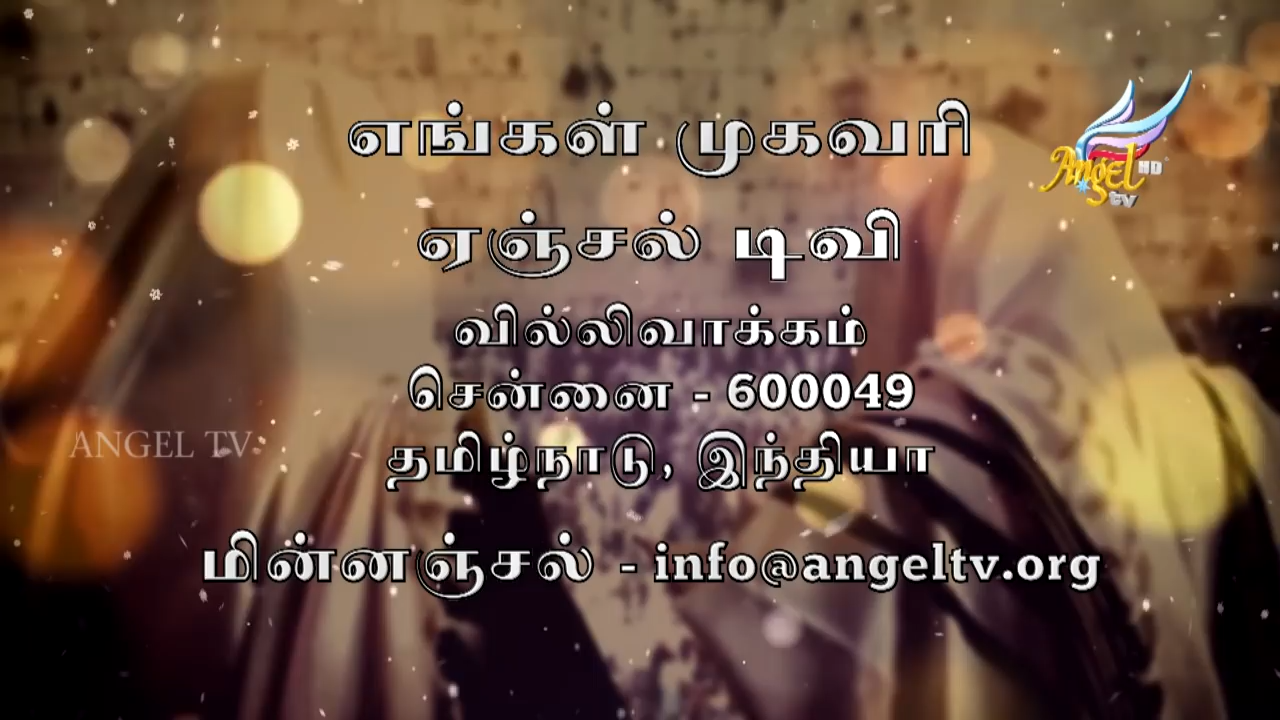 எங்கள் முகவரி
Angel HD
tv
ஏஞ்சல் டிவி
வில்லிவாக்கம்
சென்னை - 600049
தமிழ்நாடு, இந்தியா
ANGEL TV
மின்னஞ்சல் - info@angeltv.org